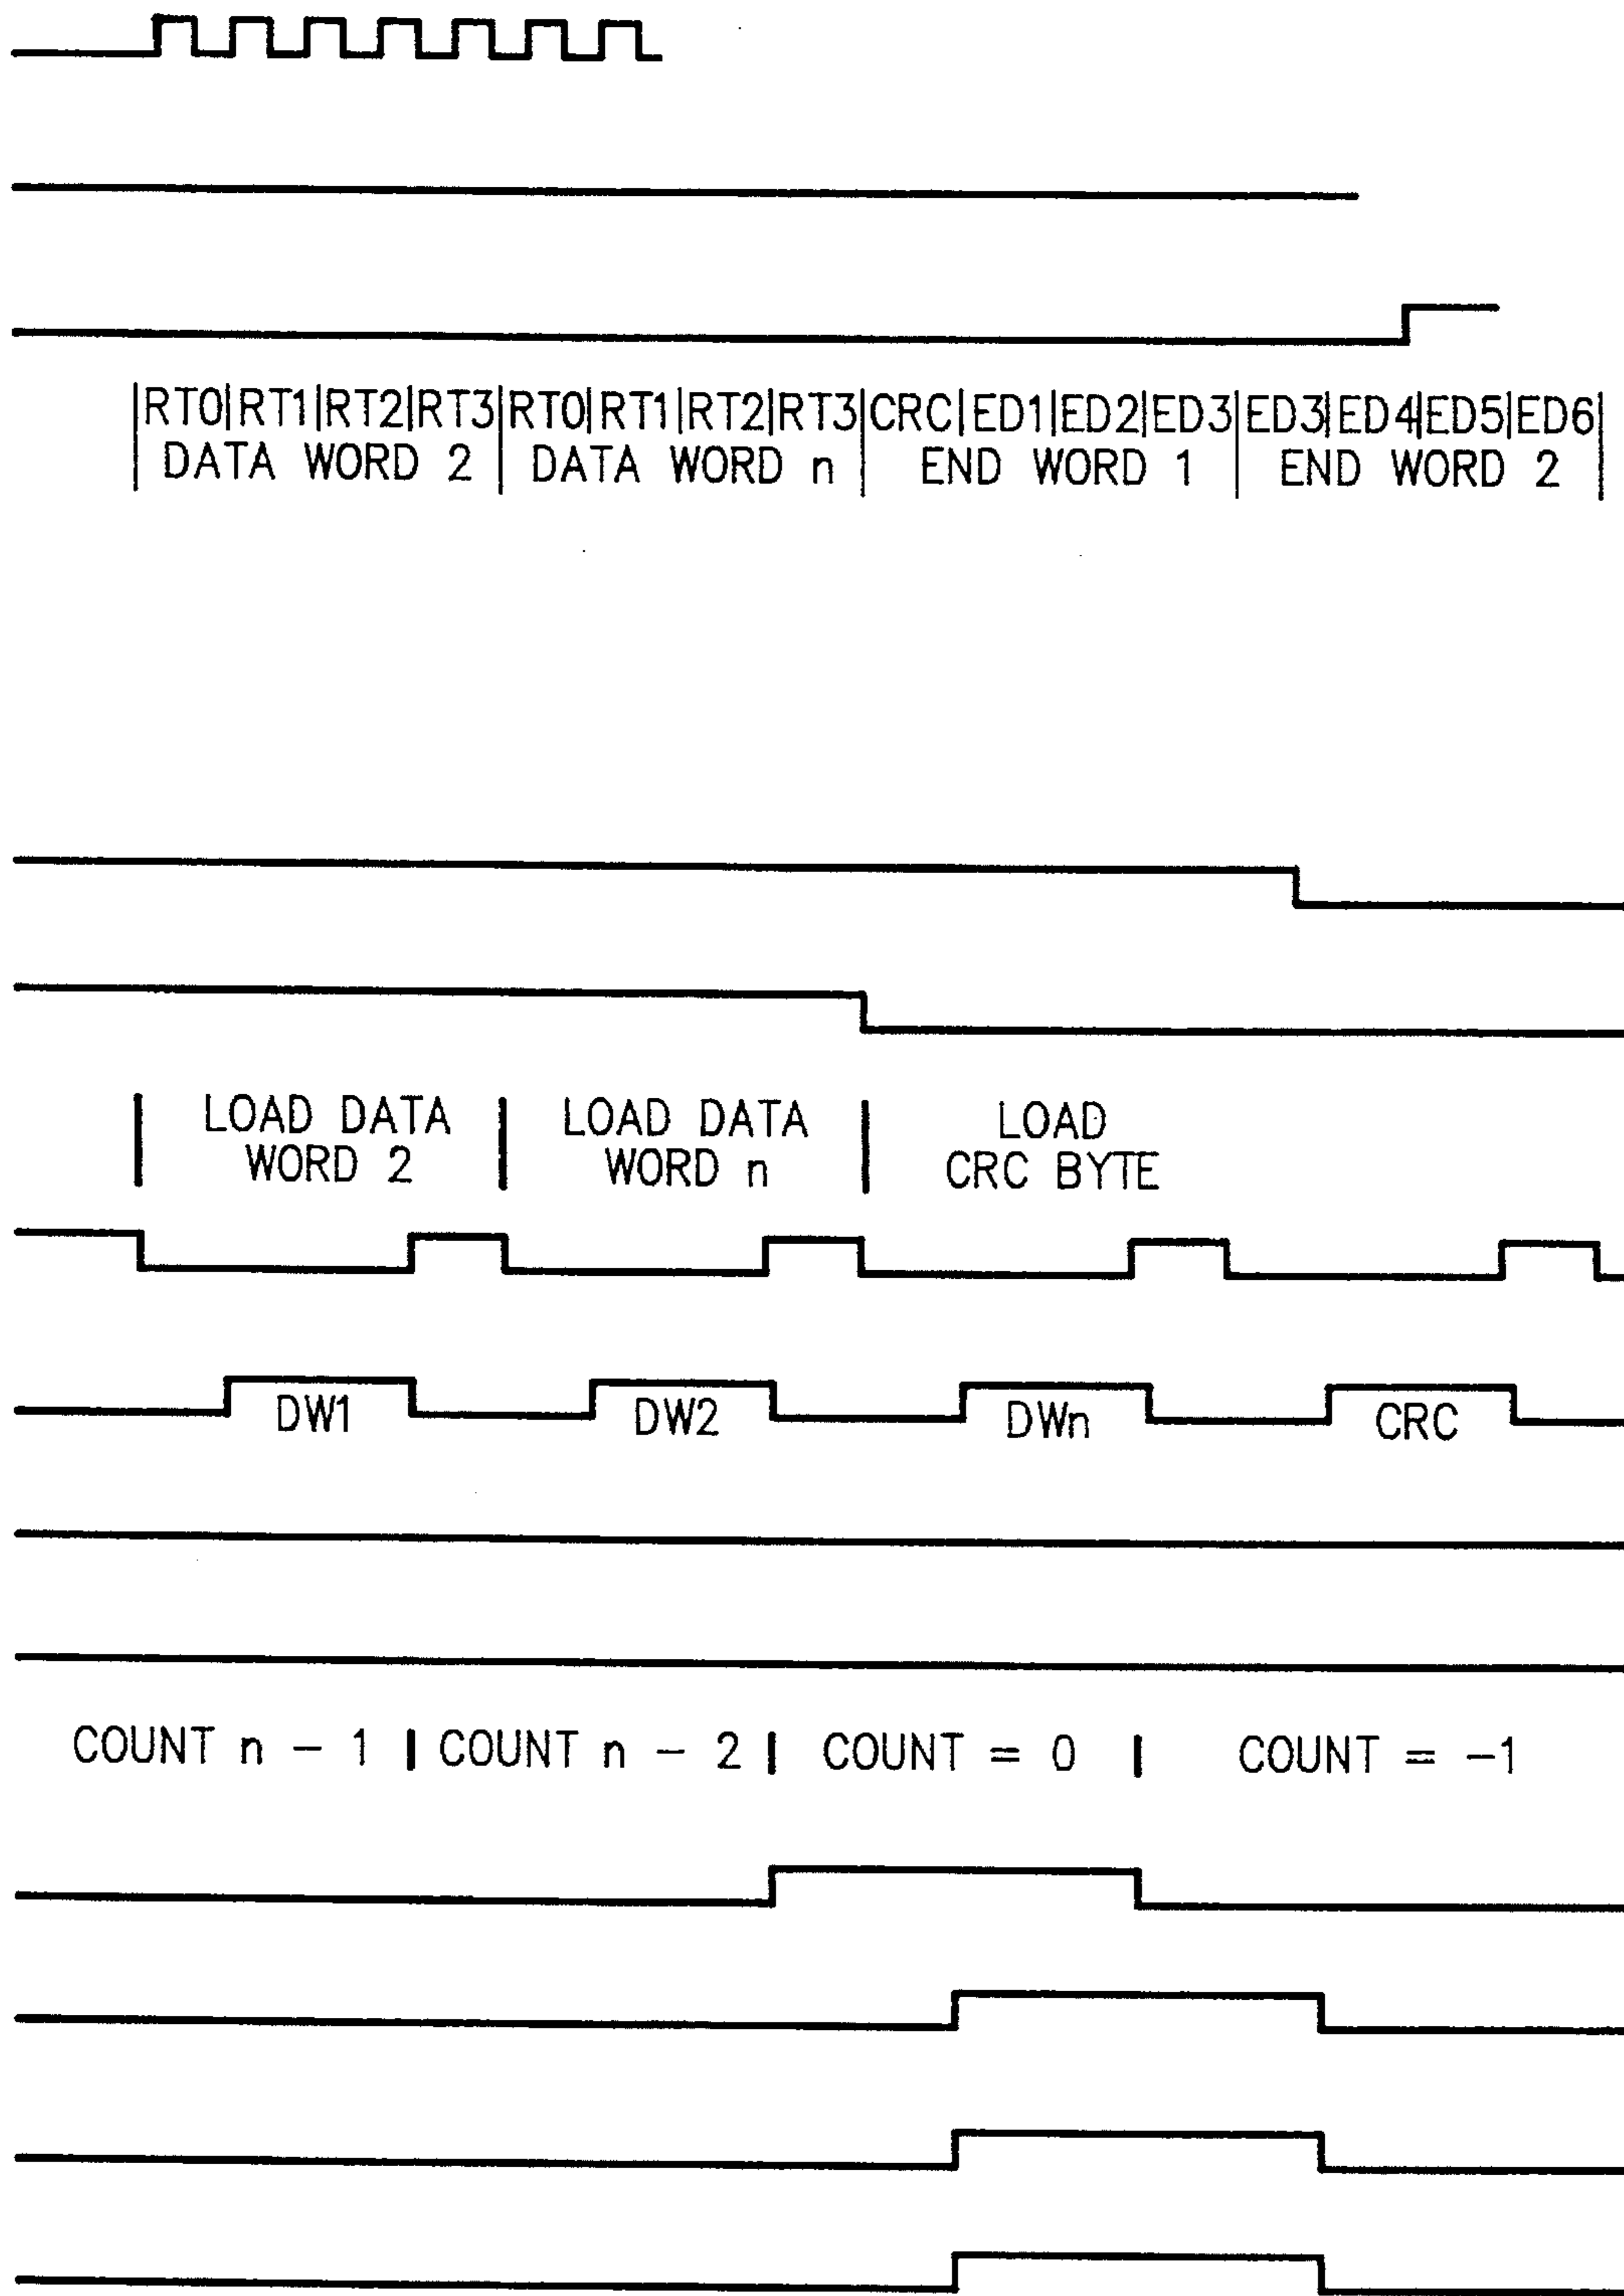 |RT0|RT1|RT2|RT3|RT0|RT1|RT2|RT3|CRC|ED1|ED2|ED3|ED3|ED4|ED5|ED6|
DATA WORD 2 | DATA WORD n | END WORD 1 | END WORD 2 |
| LOAD DATA | LOAD DATA | LOAD
WORD 2 WORD n CRC BYTE
DW1 DW2 DWn CRC
COUNT n - 1 | COUNT n - 2 | COUNT = 0 | COUNT = -1